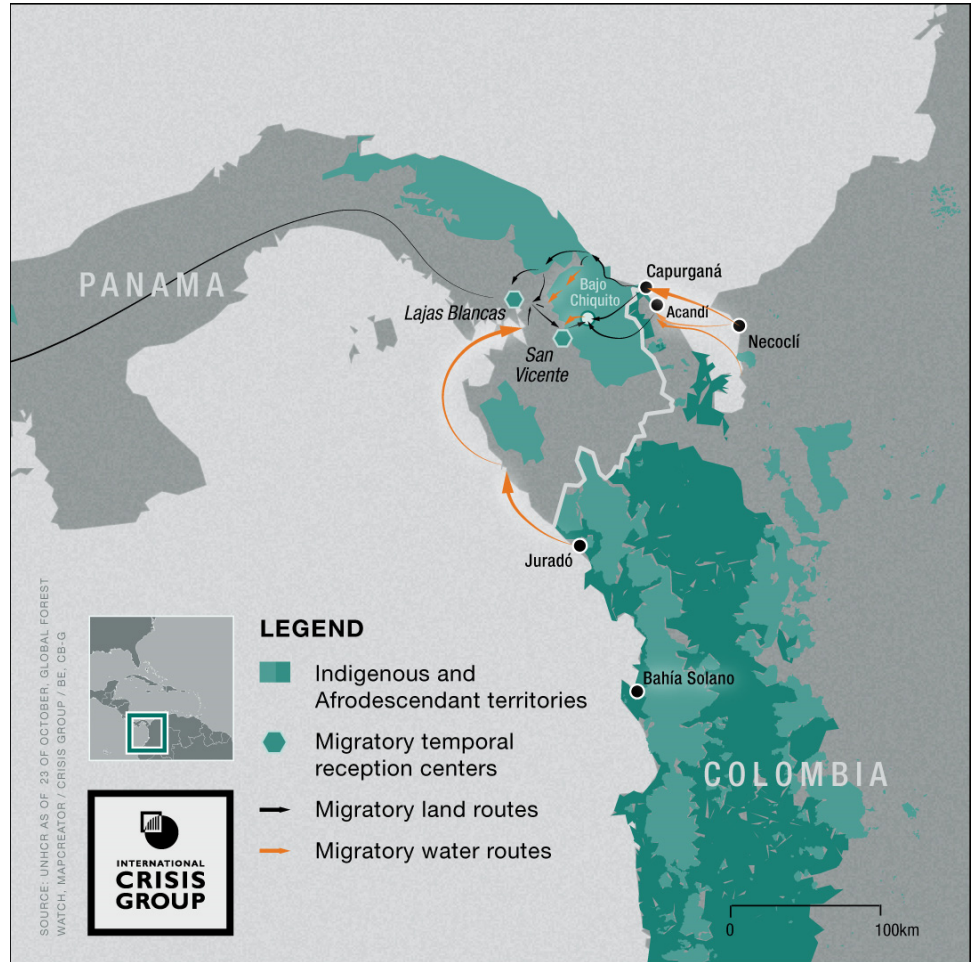 PANAMA
Capurganá
Bajo
Chiquito
Acandí
Lajas Blancas
Necoclí
San
Vicente
Juradó
Bahía Solano
COLOMBIA
LEGEND
Indigenous and
Afrodescendant territories
Migratory temporal
reception centers
Migratory land routes
Migratory water routes
SOURCE: UNHCR AS OF 23 OF OCTOBER, GLOBAL FOREST
WATCH, MAPCREATOR / CRISIS GROUP / BE, CB-G
INTERNATIONAL
CRISIS
GROUP
0
100km